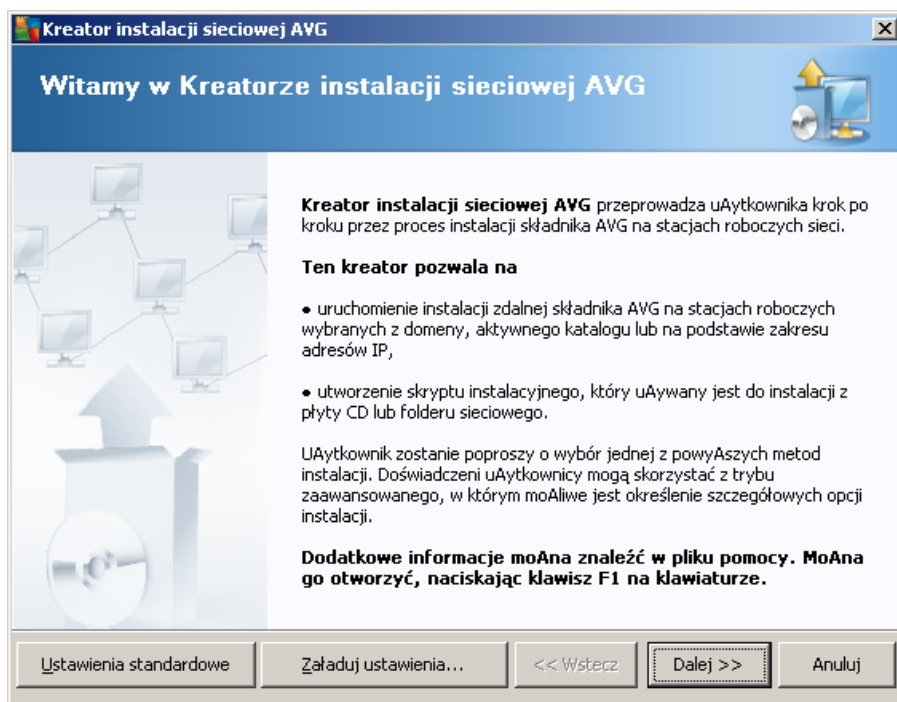 Kreator instalacji sieciowej AVG
Witamy w Kreatorze instalacji sieciowej AVG
Kreator instalacji sieciowej AVG przeprowadza uAytkownika krok po
kroku przez proces instalacji składnika AVG na stacjach roboczych sieci.
Ten kreator pozwala na
• uruchomienie instalacji zdalnej składnika AVG na stacjach roboczych
wybranych z domeny, aktywnego katalogu lub na podstawie zakresu
adresów IP,
• utworzenie skryptu instalacyjnego, który uAywany jest do instalacji z
płyty CD lub folderu sieciowego.
UAytkownik zostanie poproszy o wybór jednej z powyAszych metod
instalacji. Doświadczeni uAytkownicy mogą skorzystać z trybu
zaawansowanego, w którym moAliwe jest określenie szczegółowych opcji
instalacji.
Dodatkowe informacje moAna znaleźć w pliku pomocy. MoAna
go otworzyć, naciskając klawisz F1 na klawiaturze.
Ustawienia standardowe
Załaduj ustawienia...
<< Wstecz
Dalej >>
Anuluj